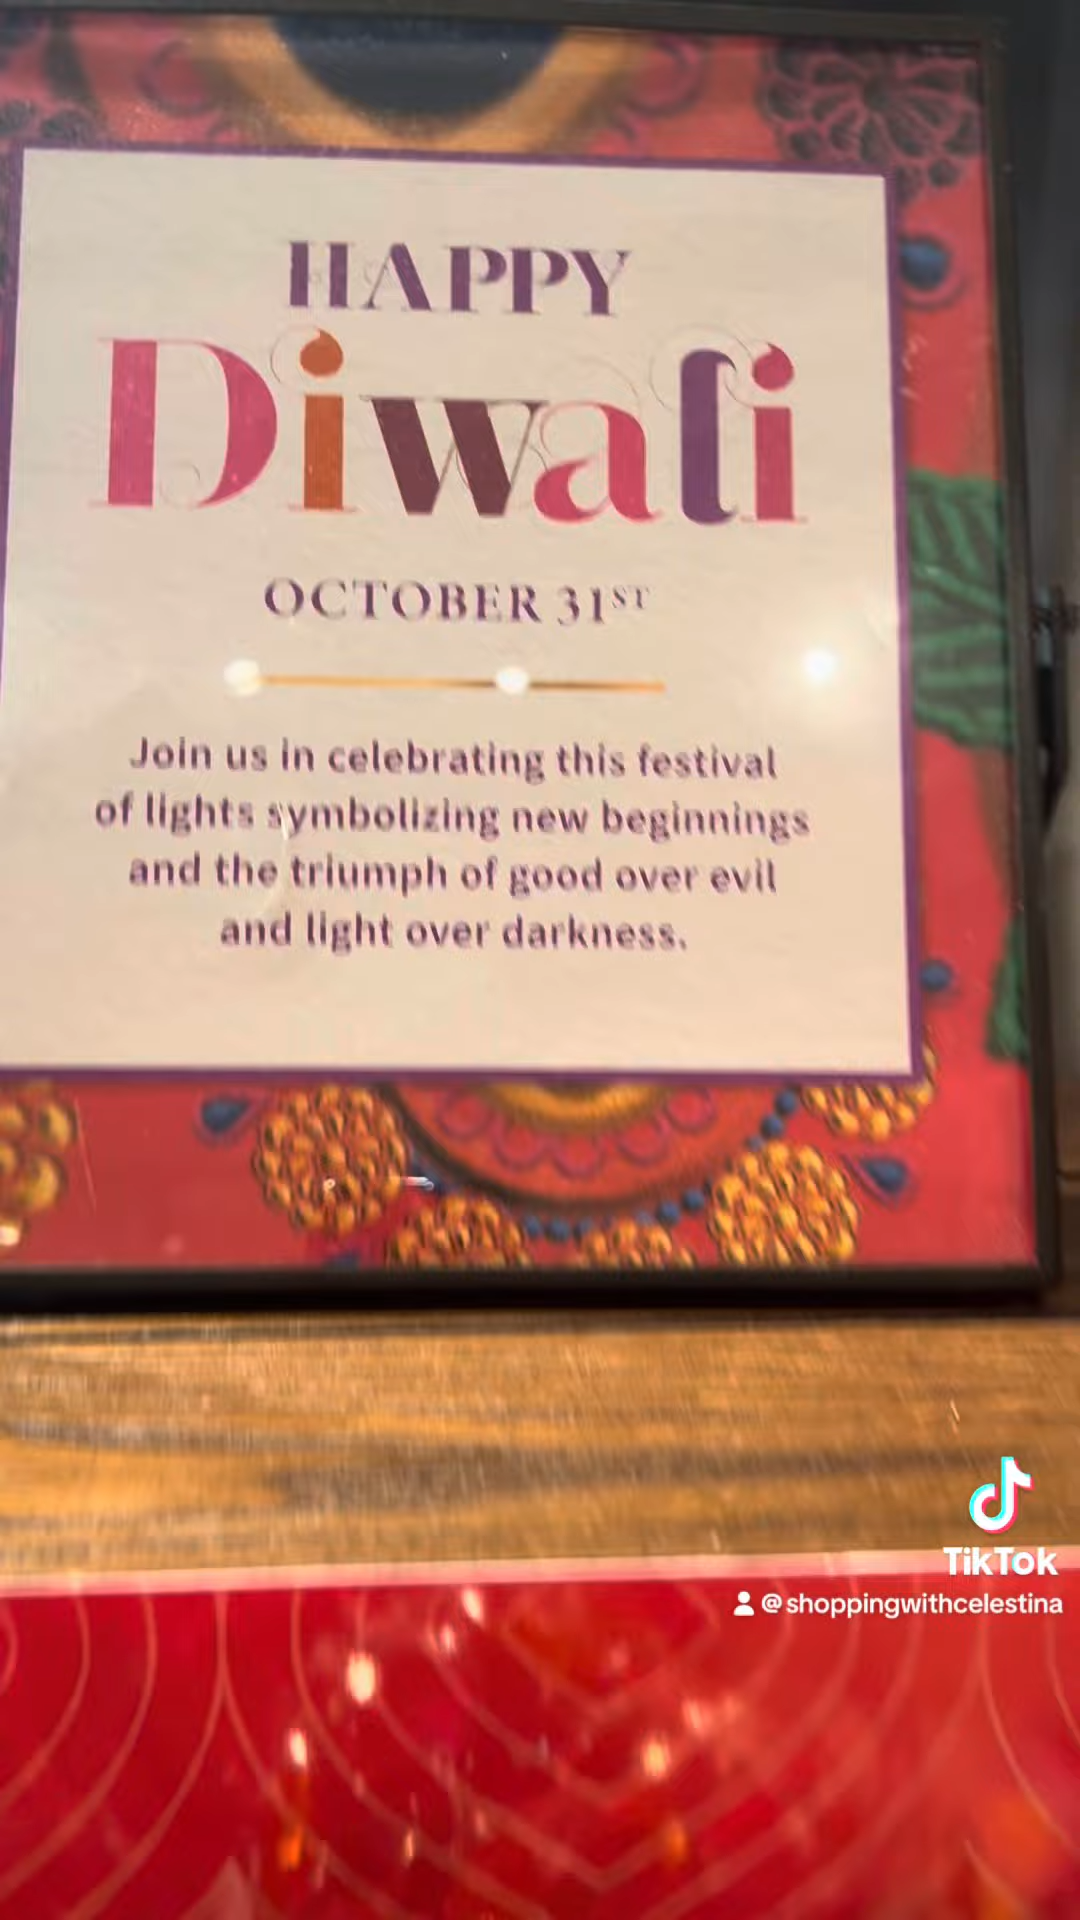 HAPPY
Diwali
OCTOBER 31ST
Join us in celebrating this festival
of lights symbolizing new beginnings
and the triumph of good over evil
and light over darkness.
TikTok
@shoppingwithcelestina